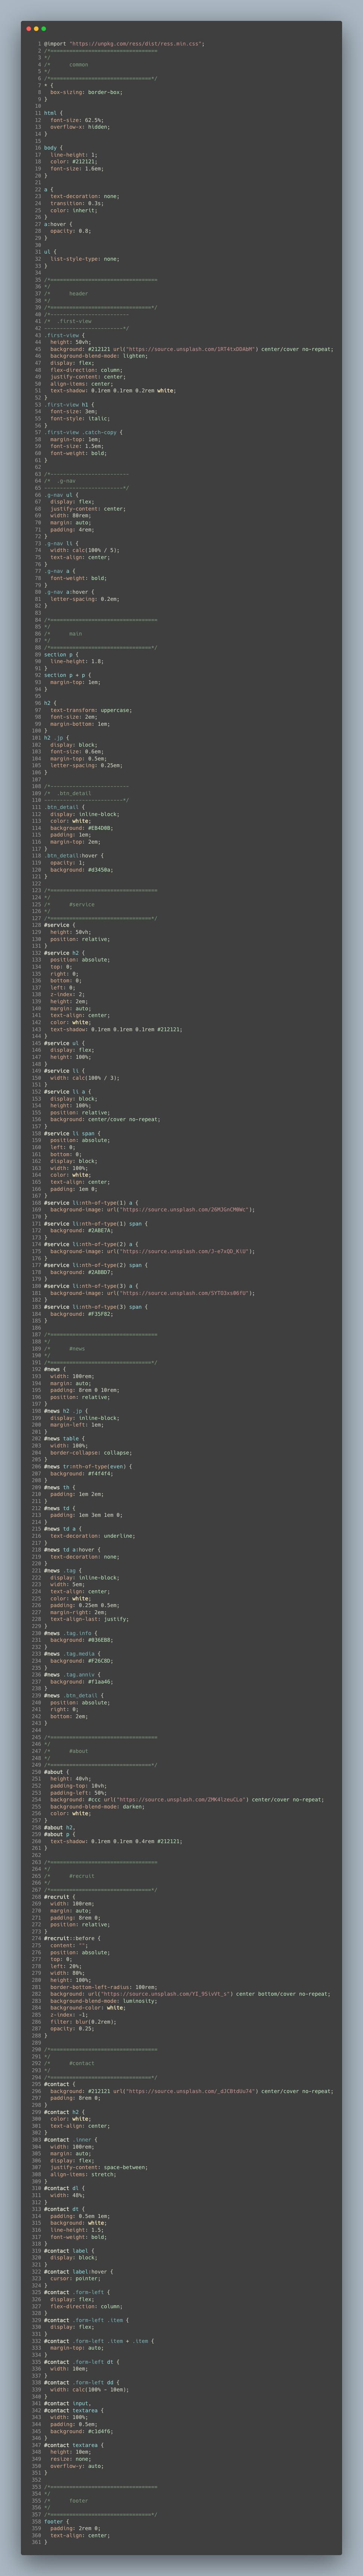 1 @import "https://unpkg.com/ress/dist/ress.min.css";
2 /*==================================
3 */
4 /*      common
5 */
6 /*================================*/
7 * {
8   box-sizing: border-box;
9 }
10
11 html {
12   font-size: 62.5%;
13   overflow-x: hidden;
14 }
15
16 body {
17   line-height: 1;
18   color: #212121;
19   font-size: 1.6em;
20 }
21
22 a {
23   text-decoration: none;
24   transition: 0.3s;
25   color: inherit;
26 }
27 a:hover {
28   opacity: 0.8;
29 }
30
31 ul {
32   list-style-type: none;
33 }
34
35 /*==================================
36 */
37 /*      header
38 */
39 /*================================*/
40 /*-------------------------
41 /*  .first-view
42 -------------------------*/
43 .first-view {
44   height: 50vh;
45   background: #212121 url("https://source.unsplash.com/1RT4txDDAbM") center/cover no-repeat;
46   background-blend-mode: lighten;
47   display: flex;
48   flex-direction: column;
49   justify-content: center;
50   align-items: center;
51   text-shadow: 0.1rem 0.1rem 0.2rem white;
52 }
53 .first-view h1 {
54   font-size: 3em;
55   font-style: italic;
56 }
57 .first-view .catch-copy {
58   margin-top: 1em;
59   font-size: 1.5em;
60   font-weight: bold;
61 }
62
63 /*-------------------------
64 /*  .g-nav
65 -------------------------*/
66 .g-nav ul {
67   display: flex;
68   justify-content: center;
69   width: 80rem;
70   margin: auto;
71   padding: 4rem;
72 }
73 .g-nav li {
74   width: calc(100% / 5);
75   text-align: center;
76 }
77 .g-nav a {
78   font-weight: bold;
79 }
80 .g-nav a:hover {
81   letter-spacing: 0.2em;
82 }
83
84 /*==================================
85 */
86 /*      main
87 */
88 /*================================*/
89 section p {
90   line-height: 1.8;
91 }
92 section p + p {
93   margin-top: 1em;
94 }
95
96 h2 {
97   text-transform: uppercase;
98   font-size: 2em;
99   margin-bottom: 1em;
100 }
101 h2 .jp {
102   display: block;
103   font-size: 0.6em;
104   margin-top: 0.5em;
105   letter-spacing: 0.25em;
106 }
107
108 /*-------------------------
109 /*  .btn_detail
110 -------------------------*/
111 .btn_detail {
112   display: inline-block;
113   color: white;
114   background: #EB4D0B;
115   padding: 1em;
116   margin-top: 2em;
117 }
118 .btn_detail:hover {
119   opacity: 1;
120   background: #d3450a;
121 }
122
123 /*==================================
124 */
125 /*      #service
126 */
127 /*================================*/
128 #service {
129   height: 50vh;
130   position: relative;
131 }
132 #service h2 {
133   position: absolute;
134   top: 0;
135   right: 0;
136   bottom: 0;
137   left: 0;
138   z-index: 2;
139   height: 2em;
140   margin: auto;
141   text-align: center;
142   color: white;
143   text-shadow: 0.1rem 0.1rem 0.1rem #212121;
144 }
145 #service ul {
146   display: flex;
147   height: 100%;
148 }
149 #service li {
150   width: calc(100% / 3);
151 }
152 #service li a {
153   display: block;
154   height: 100%;
155   position: relative;
156   background: center/cover no-repeat;
157 }
158 #service li span {
159   position: absolute;
160   left: 0;
161   bottom: 0;
162   display: block;
163   width: 100%;
164   color: white;
165   text-align: center;
166   padding: 1em 0;
167 }
168 #service li:nth-of-type(1) a {
169   background-image: url("https://source.unsplash.com/26MJGnCM0Wc");
170 }
171 #service li:nth-of-type(1) span {
172   background: #2ABE7A;
173 }
174 #service li:nth-of-type(2) a {
175   background-image: url("https://source.unsplash.com/J-e7xQD_KiU");
176 }
177 #service li:nth-of-type(2) span {
178   background: #2A8BD7;
179 }
180 #service li:nth-of-type(3) a {
181   background-image: url("https://source.unsplash.com/5YTO3xs06fU");
182 }
183 #service li:nth-of-type(3) span {
184   background: #F35F82;
185 }
186
187 /*==================================
188 */
189 /*      #news
190 */
191 /*================================*/
192 #news {
193   width: 100rem;
194   margin: auto;
195   padding: 8rem 0 10rem;
196   position: relative;
197 }
198 #news h2 .jp {
199   display: inline-block;
200   margin-left: 1em;
201 }
202 #news table {
203   width: 100%;
204   border-collapse: collapse;
205 }
206 #news tr:nth-of-type(even) {
207   background: #f4f4f4;
208 }
209 #news th {
210   padding: 1em 2em;
211 }
212 #news td {
213   padding: 1em 3em 1em 0;
214 }
215 #news td a {
216   text-decoration: underline;
217 }
218 #news td a:hover {
219   text-decoration: none;
220 }
221 #news .tag {
222   display: inline-block;
223   width: 5em;
224   text-align: center;
225   color: white;
226   padding: 0.25em 0.5em;
227   margin-right: 2em;
228   text-align-last: justify;
229 }
230 #news .tag.info {
231   background: #036EB8;
232 }
233 #news .tag.media {
234   background: #F26C8D;
235 }
236 #news .tag.anniv {
237   background: #f1aa46;
238 }
239 #news .btn_detail {
240   position: absolute;
241   right: 0;
242   bottom: 2em;
243 }
244
245 /*==================================
246 */
247 /*      #about
248 */
249 /*================================*/
250 #about {
251   height: 40vh;
252   padding-top: 10vh;
253   padding-left: 50%;
254   background: #ccc url("https://source.unsplash.com/ZMK4lzeuCLo") center/cover no-repeat;
255   background-blend-mode: darken;
256   color: white;
257 }
258 #about h2,
259 #about p {
260   text-shadow: 0.1rem 0.1rem 0.4rem #212121;
261 }
262
263 /*==================================
264 */
265 /*      #recruit
266 */
267 /*================================*/
268 #recruit {
269   width: 100rem;
270   margin: auto;
271   padding: 8rem 0;
272   position: relative;
273 }
274 #recruit::before {
275   content: "";
276   position: absolute;
277   top: 0;
278   left: 20%;
279   width: 80%;
280   height: 100%;
281   border-bottom-left-radius: 100rem;
282   background: url("https://source.unsplash.com/YI_9SivVt_s") center bottom/cover no-repeat;
283   background-blend-mode: luminosity;
284   background-color: white;
285   z-index: -1;
286   filter: blur(0.2rem);
287   opacity: 0.25;
288 }
289
290 /*==================================
291 */
292 /*      #contact
293 */
294 /*================================*/
295 #contact {
296   background: #212121 url("https://source.unsplash.com/_dJCBtdUu74") center/cover no-repeat;
297   padding: 8rem 0;
298 }
299 #contact h2 {
300   color: white;
301   text-align: center;
302 }
303 #contact .inner {
304   width: 100rem;
305   margin: auto;
306   display: flex;
307   justify-content: space-between;
308   align-items: stretch;
309 }
310 #contact dl {
311   width: 48%;
312 }
313 #contact dt {
314   padding: 0.5em 1em;
315   background: white;
316   line-height: 1.5;
317   font-weight: bold;
318 }
319 #contact label {
320   display: block;
321 }
322 #contact label:hover {
323   cursor: pointer;
324 }
325 #contact .form-left {
326   display: flex;
327   flex-direction: column;
328 }
329 #contact .form-left .item {
330   display: flex;
331 }
332 #contact .form-left .item + .item {
333   margin-top: auto;
334 }
335 #contact .form-left dt {
336   width: 10em;
337 }
338 #contact .form-left dd {
339   width: calc(100% - 10em);
340 }
341 #contact input,
342 #contact textarea {
343   width: 100%;
344   padding: 0.5em;
345   background: #c1d4f6;
346 }
347 #contact textarea {
348   height: 10em;
349   resize: none;
350   overflow-y: auto;
351 }
352
353 /*==================================
354 */
355 /*      footer
356 */
357 /*================================*/
358 footer {
359   padding: 2rem 0;
360   text-align: center;
361 }